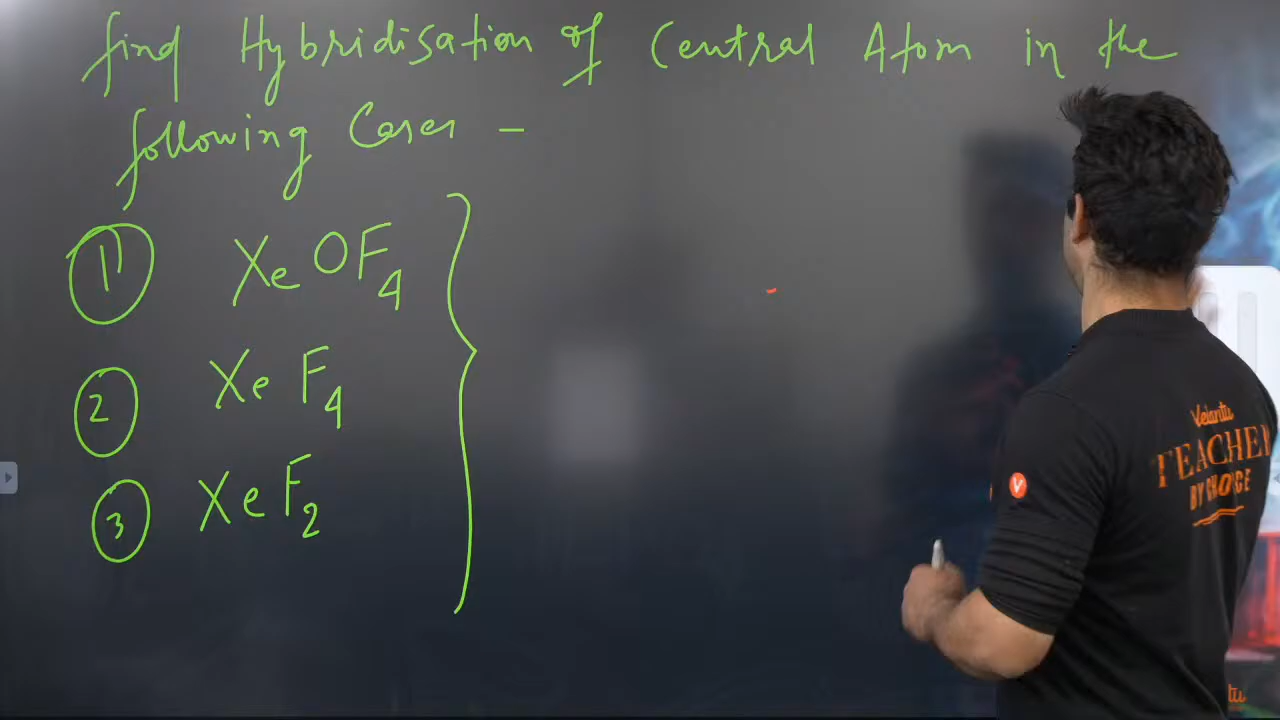 find Hybridisation of Central Atom in the
following Cases -
1 XeOF4
2 XeF4
3 XeF2
Vedantu
TEACHER
BY CHOICE
V
tu